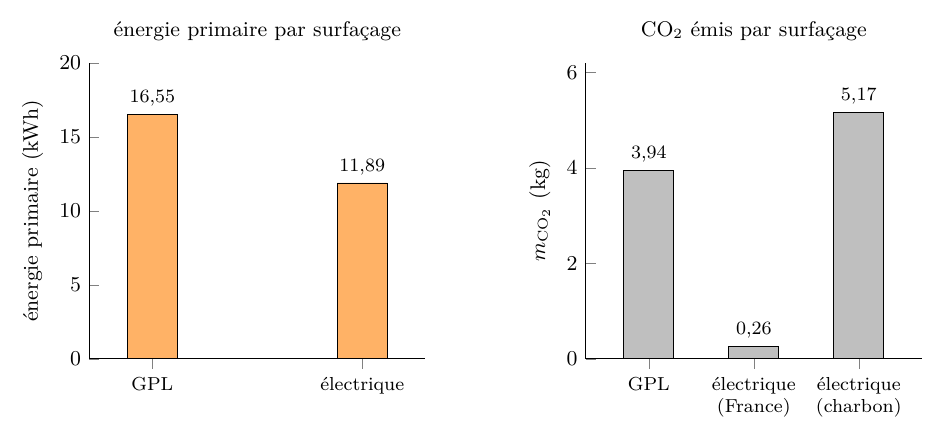 énergie primaire par surfaçage
énergie primaire (kWh)
20
15
10
5
0
16,55
11,89
GPL
électrique
CO₂ émis par surfaçage
m_CO₂ (kg)
6
4
2
0
3,94
0,26
5,17
GPL
électrique
(France)
électrique
(charbon)